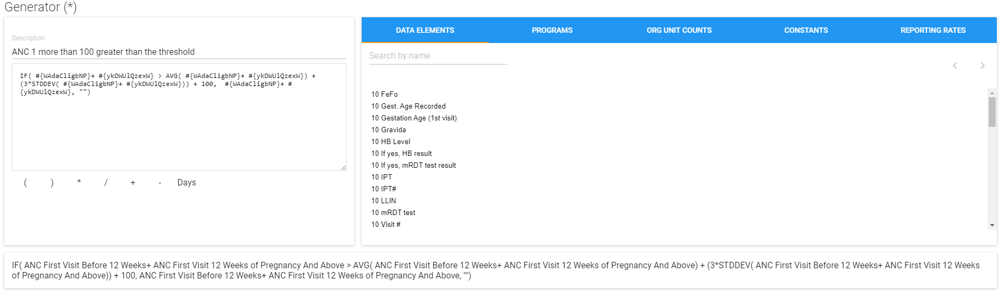 Generator (*)
Description
ANC 1 more than 100 greater than the threshold
IF( #{WAdaCligbNP}+ #{ykDWUlQzexW} > AVG( #{WAdaCligbNP}+ #{ykDWUlQzexW}) +
(3*STDDEV( #{WAdaCligbNP}+ #{ykDWUlQzexW})) + 100,  #{WAdaCligbNP}+ #
{ykDWUlQzexW}, "")
( ) * / + - Days
DATA ELEMENTS PROGRAMS ORG UNIT COUNTS CONSTANTS REPORTING RATES
Search by name
10 FeFo
10 Gest. Age Recorded
10 Gestation Age (1st visit)
10 Gravida
10 HB Level
10 If yes, HB result
10 If yes, mRDT test result
10 IPT
10 IPT#
10 LLIN
10 mRDT test
10 Visit #
IF( ANC First Visit Before 12 Weeks+ ANC First Visit 12 Weeks of Pregnancy And Above > AVG( ANC First Visit Before 12 Weeks+ ANC First Visit 12 Weeks of Pregnancy And Above) + (3*STDDEV( ANC First Visit Before 12 Weeks+ ANC First Visit 12 Weeks
of Pregnancy And Above)) + 100, ANC First Visit Before 12 Weeks+ ANC First Visit 12 Weeks of Pregnancy And Above, "")